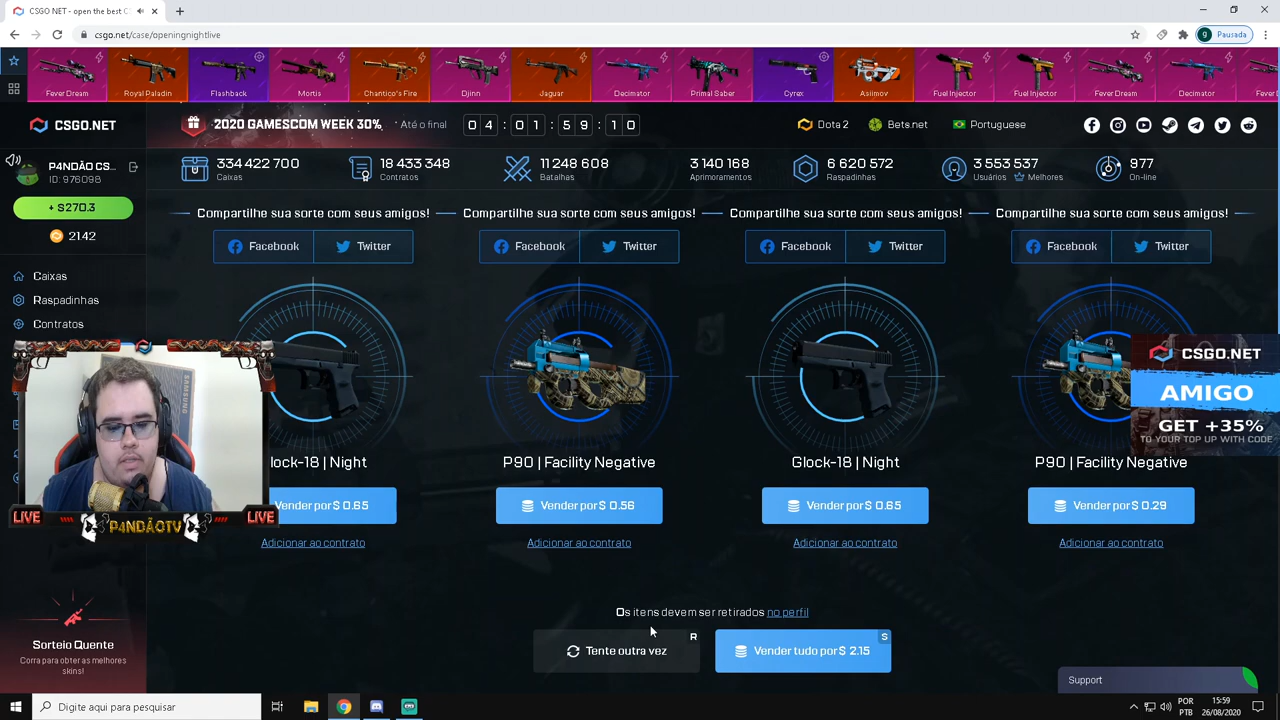 CSGO NET - open the best C
csgo.net/case/openingnightlive
g Pausada
Fever Dream
Royal Paladin
Flashback
Mortis
Chantico's Fire
Djinn
Jaguar
Decimator
Primal Saber
Cyrex
Asiimov
Fuel Injector
Fuel Injector
Fever Dream
Decimator
Fever D
CSGO.NET
2020 GAMESCOM WEEK 30%
· Até o final
04:01:59:10
Dota 2
Bets.net
Portuguese
P4NDÃO CS...
ID: 976098
334 422 700
Caixas
18 433 348
Contratos
11 248 608
Batalhas
3 140 168
Aprimoramentos
6 620 572
Raspadinhas
3 553 537
Usuários
Melhores
977
On-line
+ $270.3
21.42
Caixas
Raspadinhas
Contratos
Compartilhe sua sorte com seus amigos!
Compartilhe sua sorte com seus amigos!
Compartilhe sua sorte com seus amigos!
Compartilhe sua sorte com seus amigos!
Facebook Twitter
Facebook Twitter
Facebook Twitter
Facebook Twitter
SAMSUNG
CSGO.NET
AMIGO
GET +35%
TO YOUR TOP UP WITH CODE
lock-18 | Night
P90 | Facility Negative
Glock-18 | Night
P90 | Facility Negative
Vender por $ 0.65
Vender por $ 0.56
Vender por $ 0.65
Vender por $ 0.29
LIVE
P4NDÃOTV
LIVE
Adicionar ao contrato
Adicionar ao contrato
Adicionar ao contrato
Adicionar ao contrato
Os itens devem ser retirados no perfil
Tente outra vez R
Vender tudo por $ 2.15 S
Sorteio Quente
Corra para obter as melhores
skins!
Support
Digite aqui para pesquisar
POR
PTB
15:59
26/08/2020